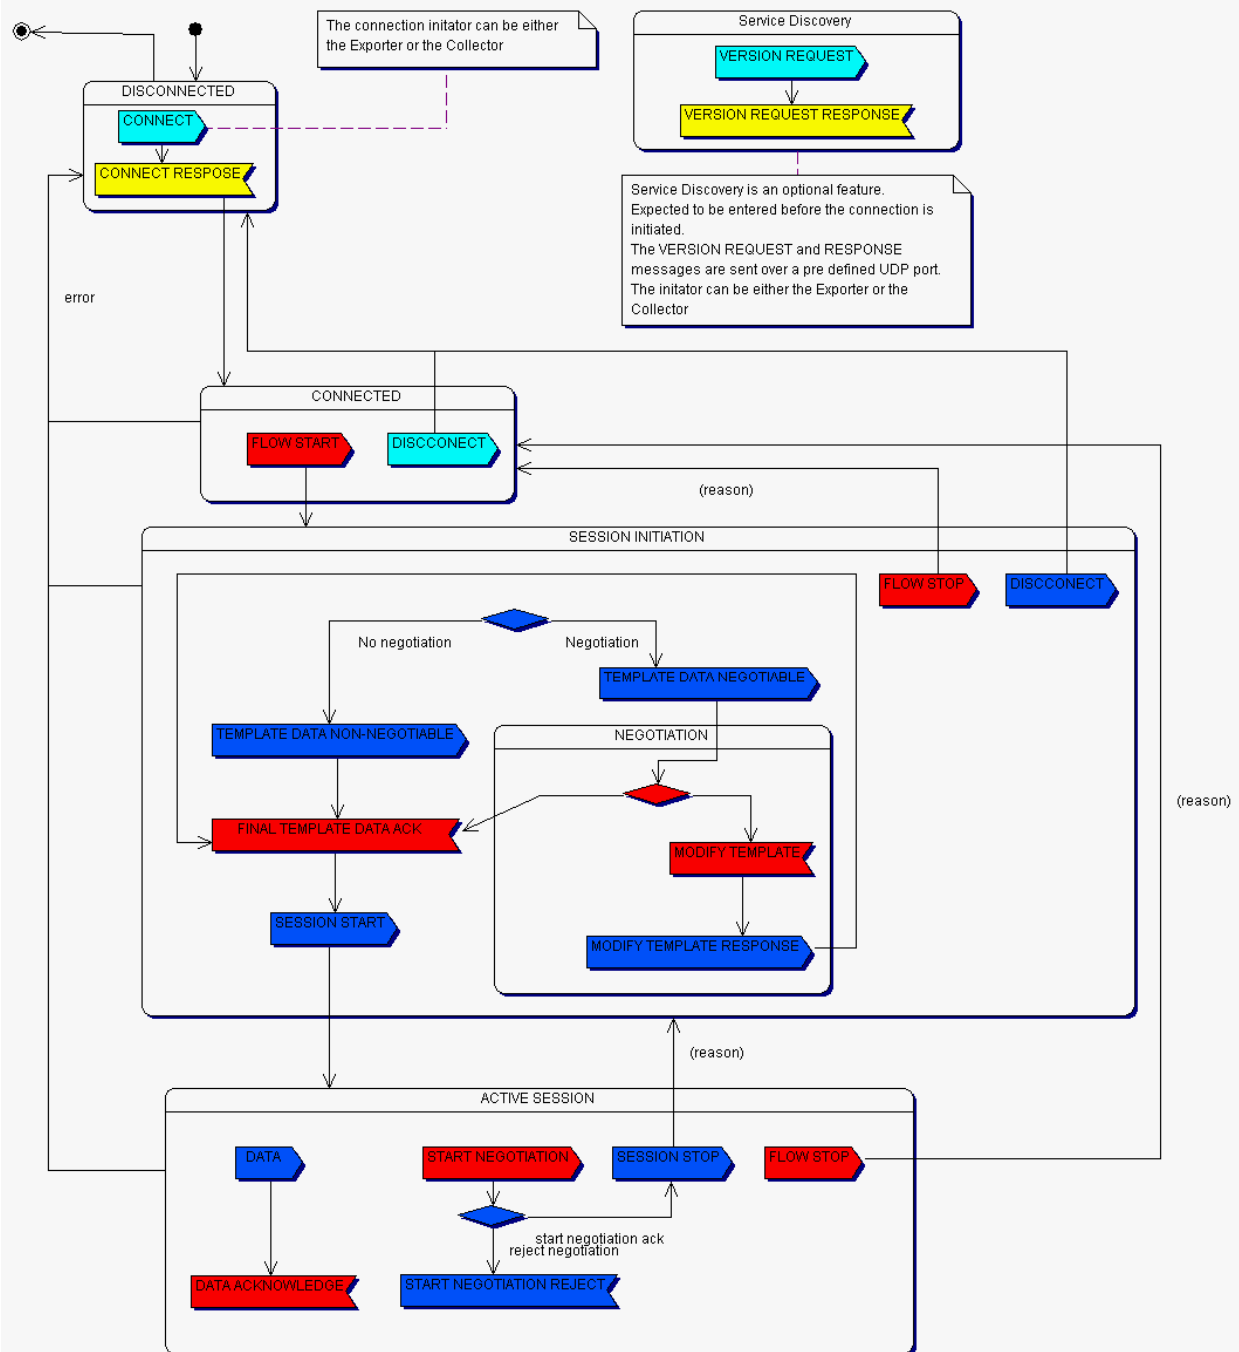 The connection initator can be either
the Exporter or the Collector
Service Discovery
VERSION REQUEST
VERSION REQUEST RESPONSE
DISCONNECTED
CONNECT
CONNECT RESPOSE
Service Discovery is an optional feature.
Expected to be entered before the connection is
initiated.
The VERSION REQUEST and RESPONSE
messages are sent over a pre defined UDP port.
The initator can be either the Exporter or the
Collector
error
CONNECTED
FLOW START
DISCCONECT
(reason)
SESSION INITIATION
FLOW STOP
DISCCONECT
No negotiation
Negotiation
TEMPLATE DATA NEGOTIABLE
TEMPLATE DATA NON-NEGOTIABLE
NEGOTIATION
(reason)
FINAL TEMPLATE DATA ACK
MODIFY TEMPLATE
SESSION START
MODIFY TEMPLATE RESPONSE
(reason)
ACTIVE SESSION
DATA
START NEGOTIATION
SESSION STOP
FLOW STOP
start negotiation ack
reject negotiation
DATA ACKNOWLEDGE
START NEGOTIATION REJECT